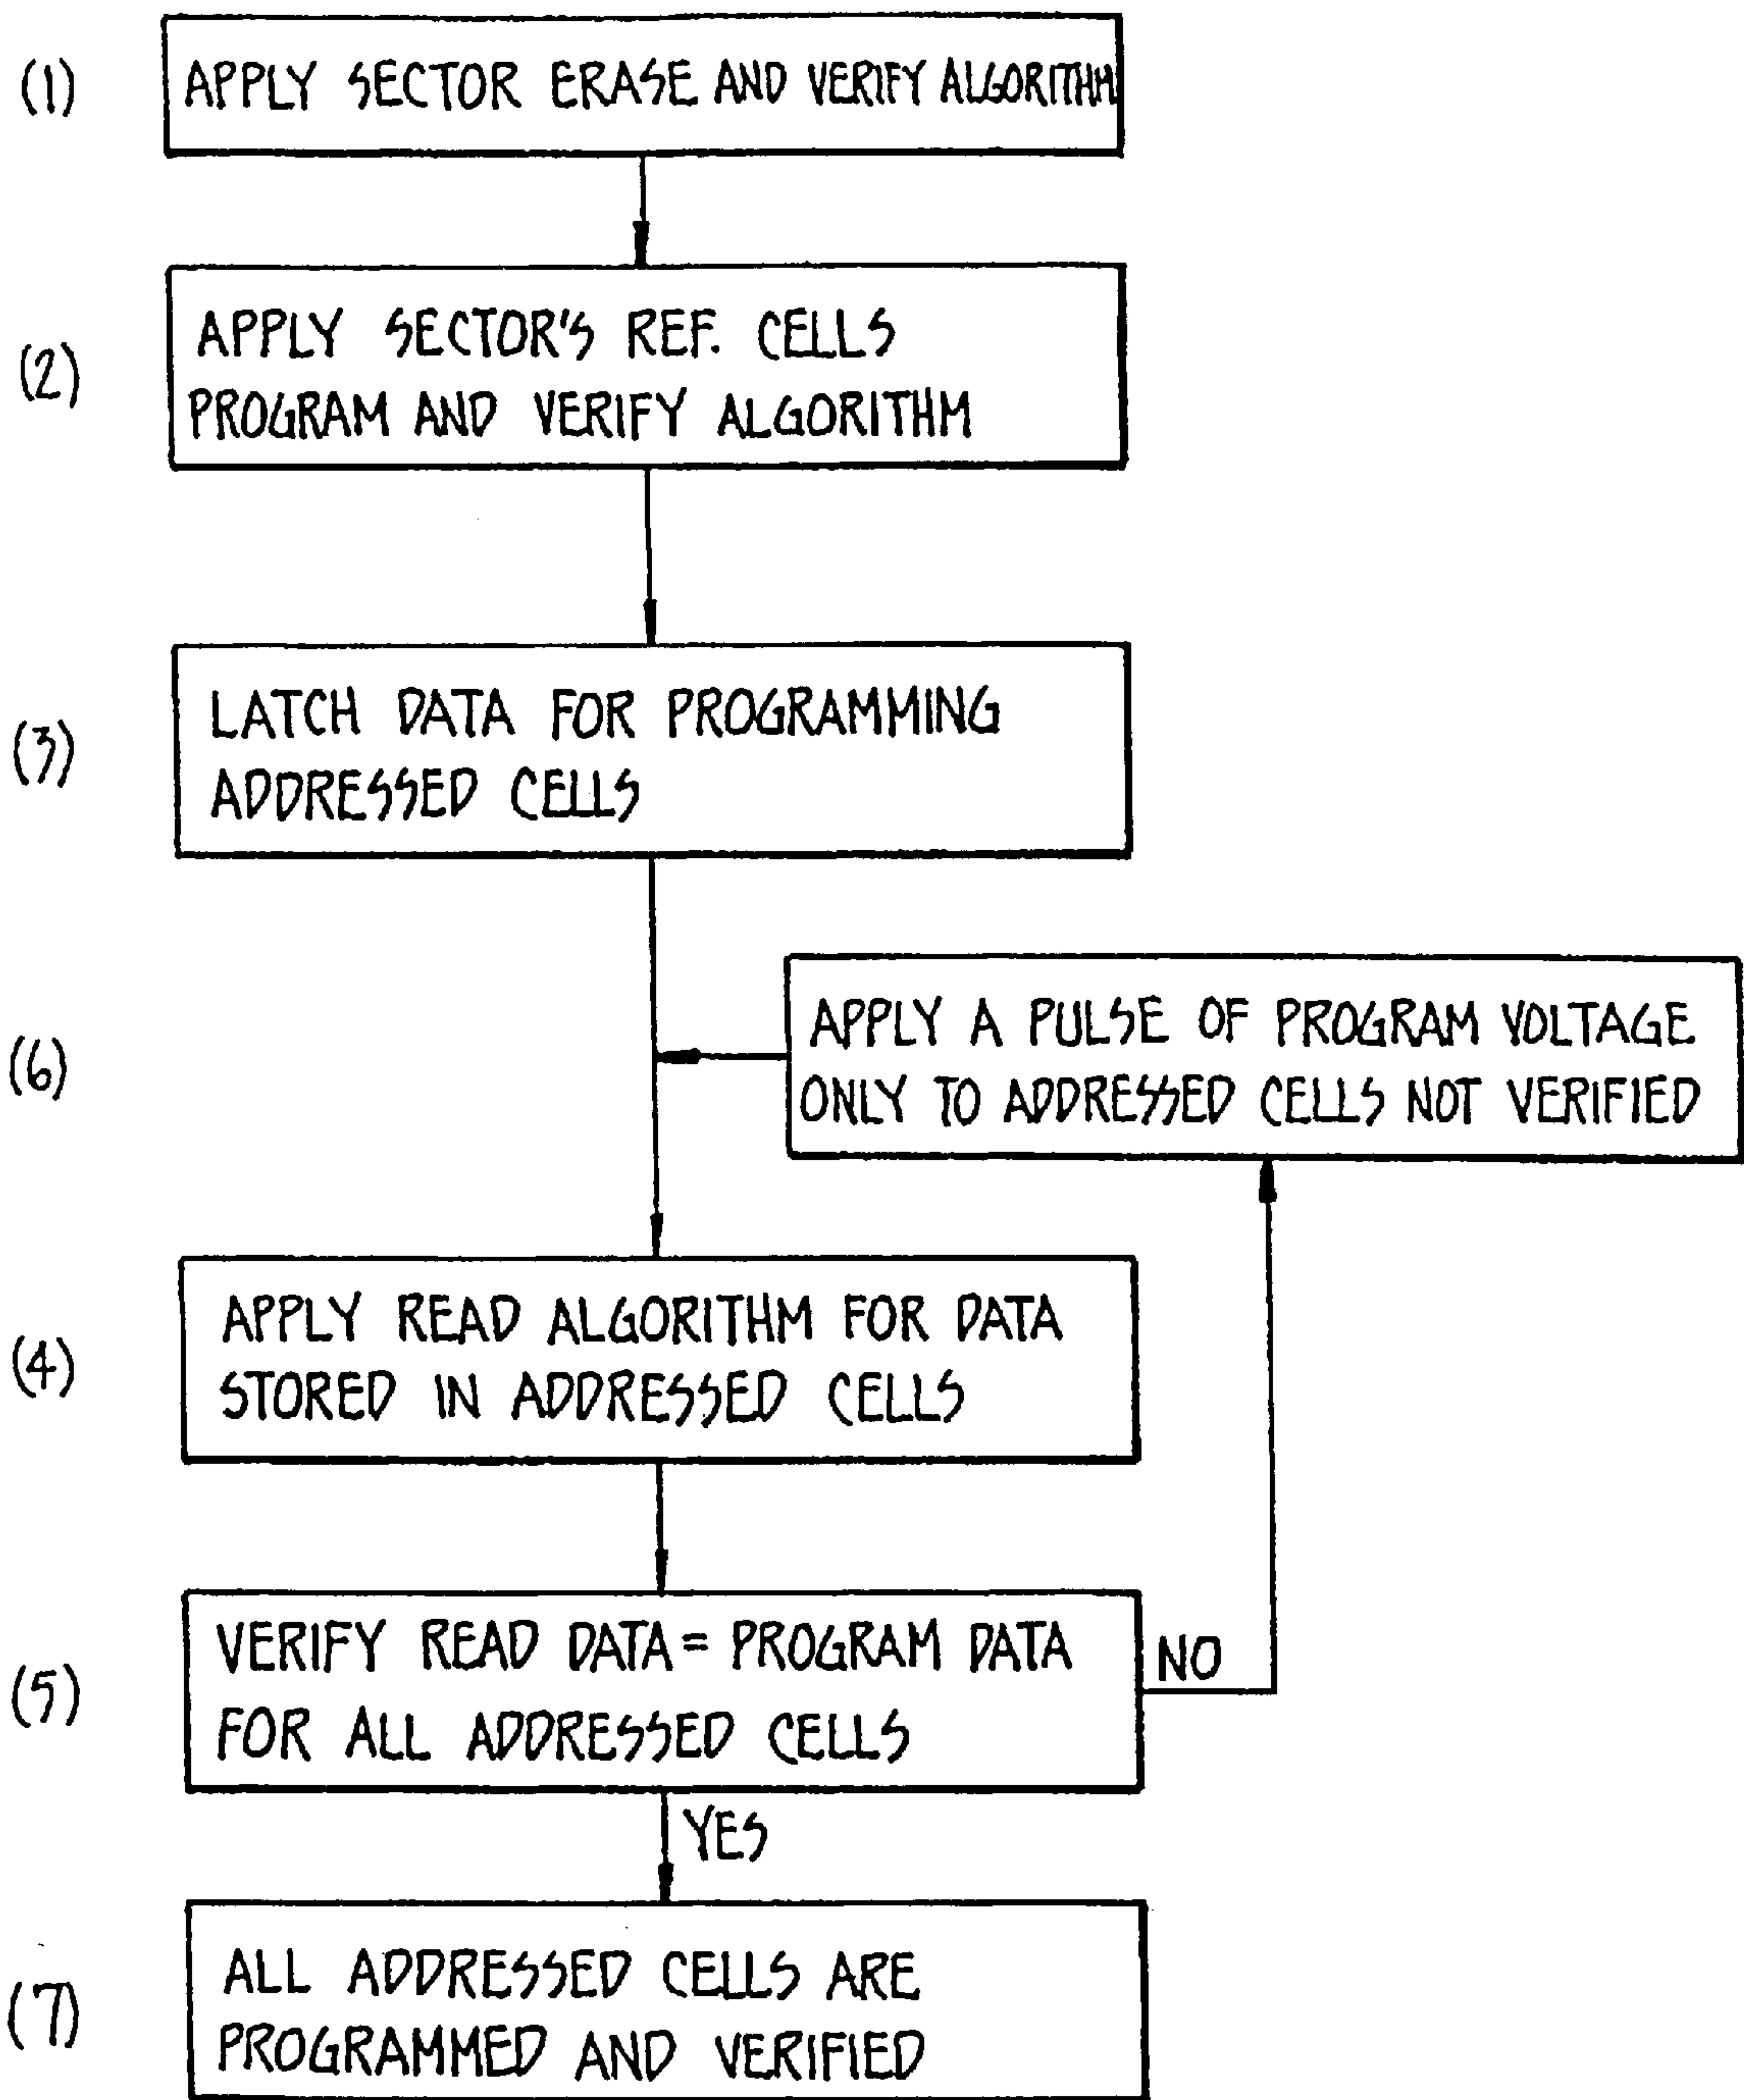 (1)
APPLY SECTOR ERASE AND VERIFY ALGORITHM
(2)
APPLY SECTOR'S REF. CELLS
PROGRAM AND VERIFY ALGORITHM
(3)
LATCH DATA FOR PROGRAMMING
ADDRESSED CELLS
(6)
APPLY A PULSE OF PROGRAM VOLTAGE
ONLY TO ADDRESSED CELLS NOT VERIFIED
(4)
APPLY READ ALGORITHM FOR DATA
STORED IN ADDRESSED CELLS
(5)
VERIFY READ DATA = PROGRAM DATA
FOR ALL ADDRESSED CELLS
NO
YES
(7)
ALL ADDRESSED CELLS ARE
PROGRAMMED AND VERIFIED